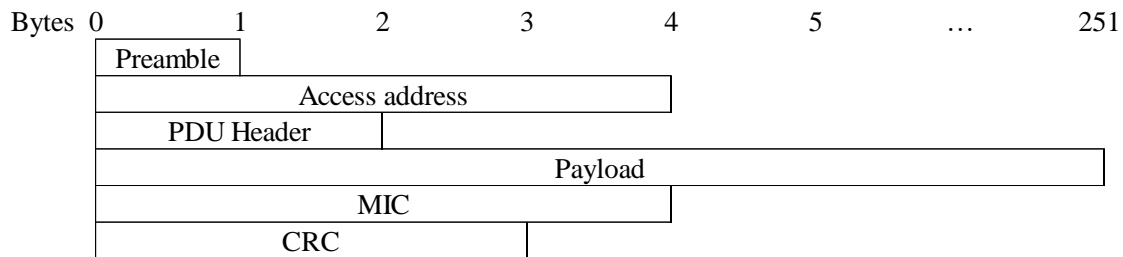 Bytes 0 1 2 3 4 5 … 251
Preamble
Access address
PDU Header
Payload
MIC
CRC